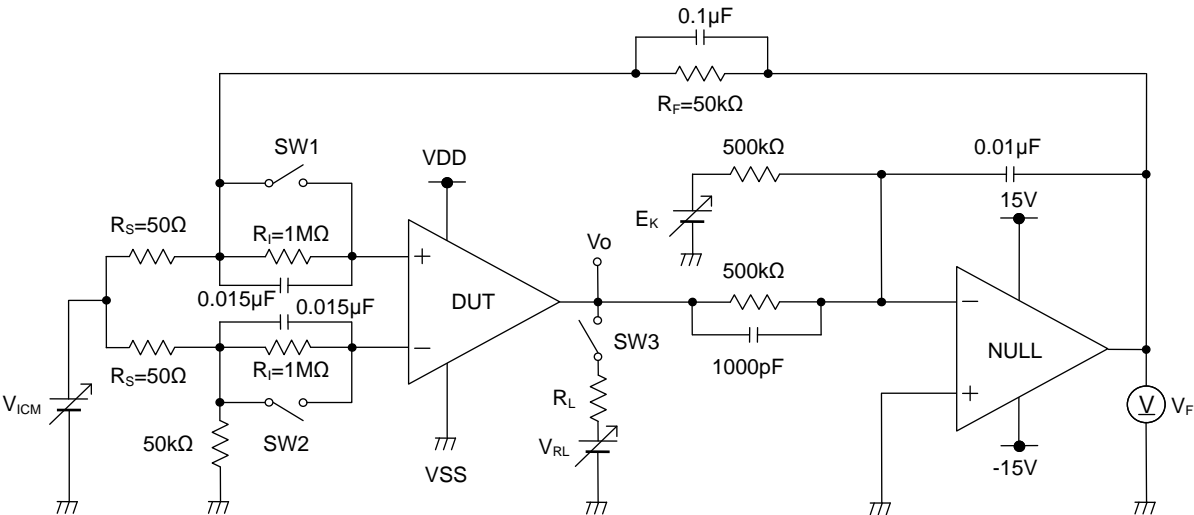 0.1µF
RF=50kΩ
SW1
VDD
500kΩ
0.01µF
15V
EK
RS=50Ω
RI=1MΩ
+
Vo
500kΩ
0.015µF
0.015µF
DUT
−
SW3
−
NULL
1000pF
RS=50Ω
RI=1MΩ
−
RL
+
VICM
V
VF
50kΩ
SW2
VSS
VRL
-15V